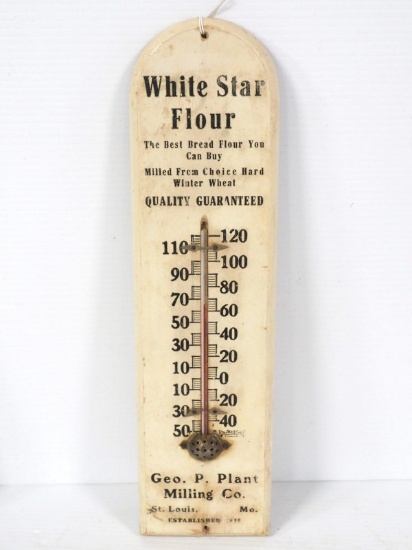 White Star
Flour
The Best Bread Flour You
Can Buy
Milled From Choice Hard
Winter Wheat
QUALITY GUARANTEED
120
110
100
90
80
70
60
50
40
30
20
10
0
10
20
30
40
50
Geo. P. Plant
Milling Co.
St. Louis, Mo.
ESTABLISHED